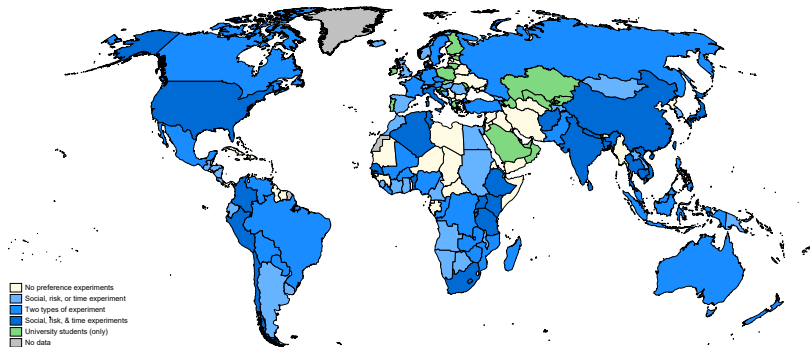 No preference experiments
Social, risk, or time experiment
Two types of experiment
Social, risk, & time experiments
University students (only)
No data